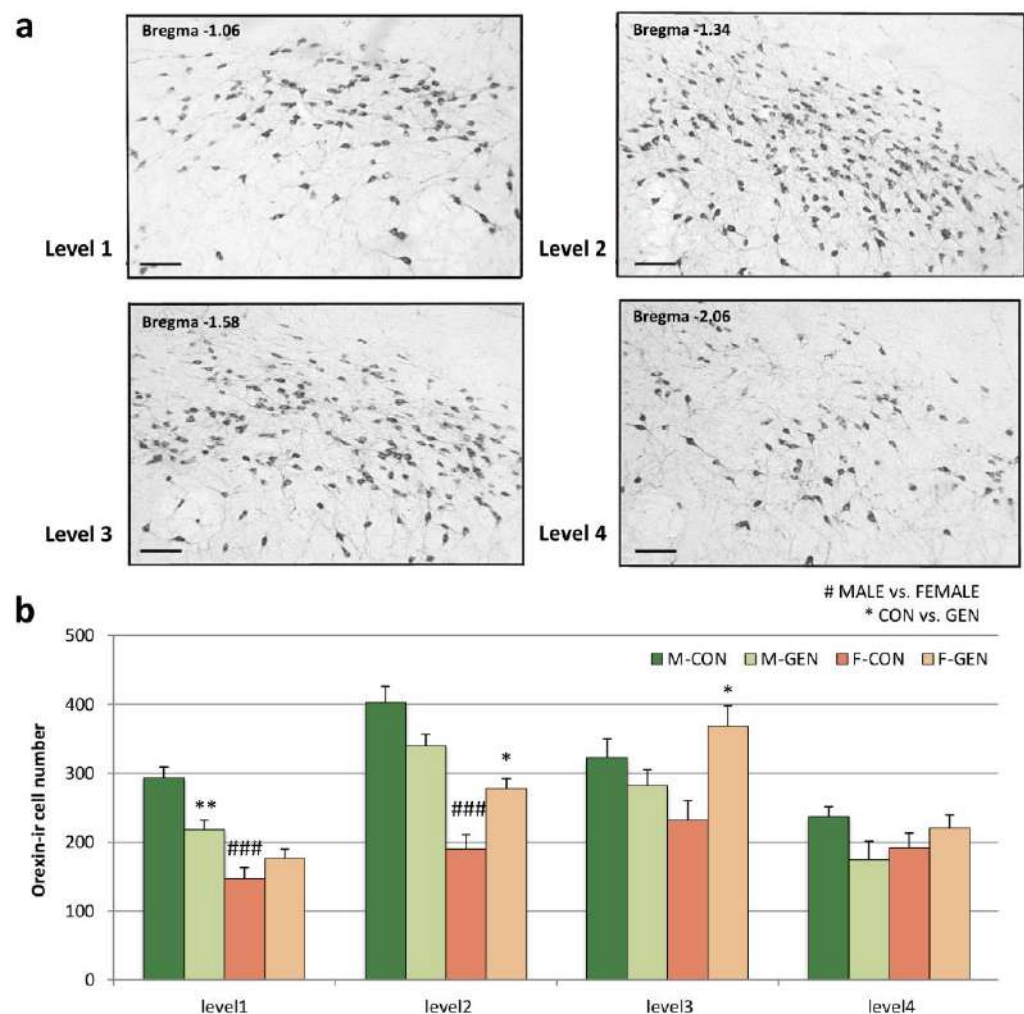 a
Bregma -1.06
Level 1
Bregma -1.34
Level 2
Bregma -1.58
Level 3
Bregma -2.06
Level 4
# MALE vs. FEMALE
* CON vs. GEN
b
500
400
300
200
100
0
Orexin-ir cell number
M-CON M-GEN F-CON F-GEN
**
###
###
*
*
level1 level2 level3 level4